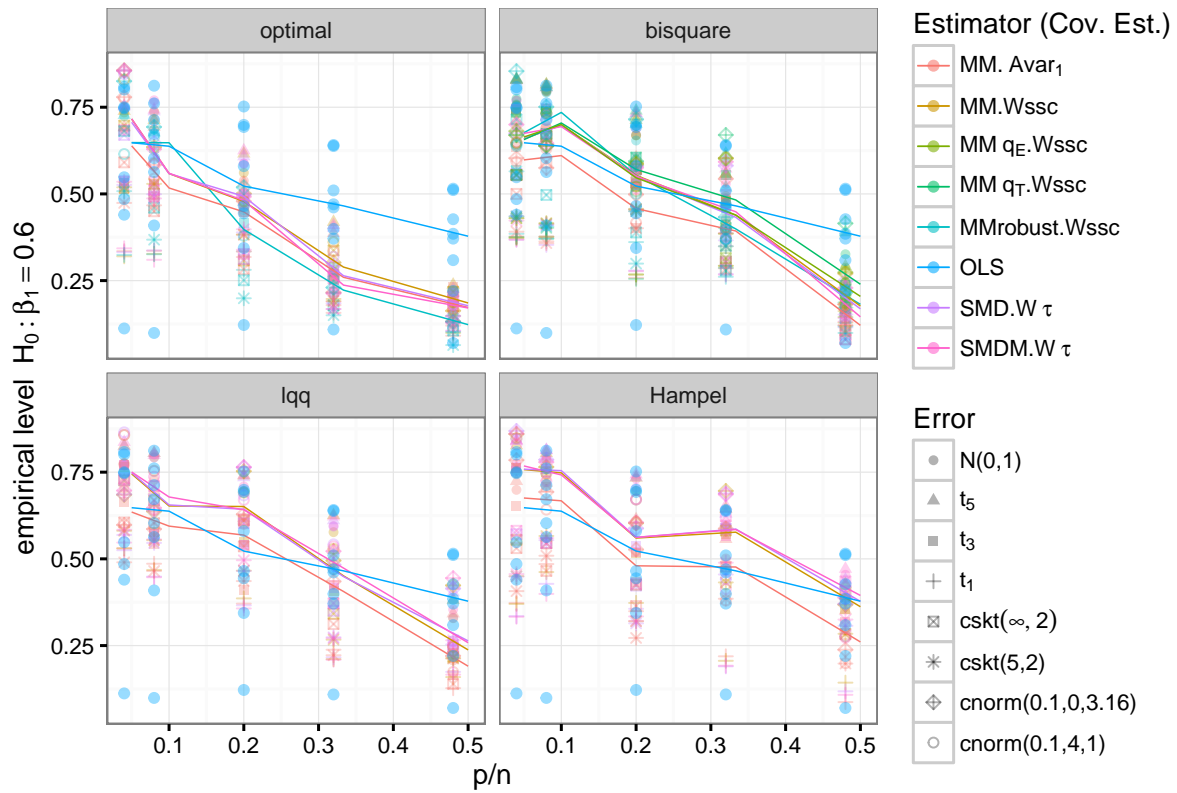 optimal
bisquare
lqq
Hampel
0.75
0.50
0.25
0.75
0.50
0.25
0.1
0.2
0.3
0.4
0.5
0.1
0.2
0.3
0.4
0.5
p/n
empirical level H₀ : β₁ = 0.6
Estimator (Cov. Est.)
MM. Avar₁
MM.Wssc
MM qE.Wssc
MM qT.Wssc
MMrobust.Wssc
OLS
SMD.W τ
SMDM.W τ
Error
N(0,1)
t₅
t₃
t₁
cskt(∞, 2)
cskt(5,2)
cnorm(0.1,0,3.16)
cnorm(0.1,4,1)